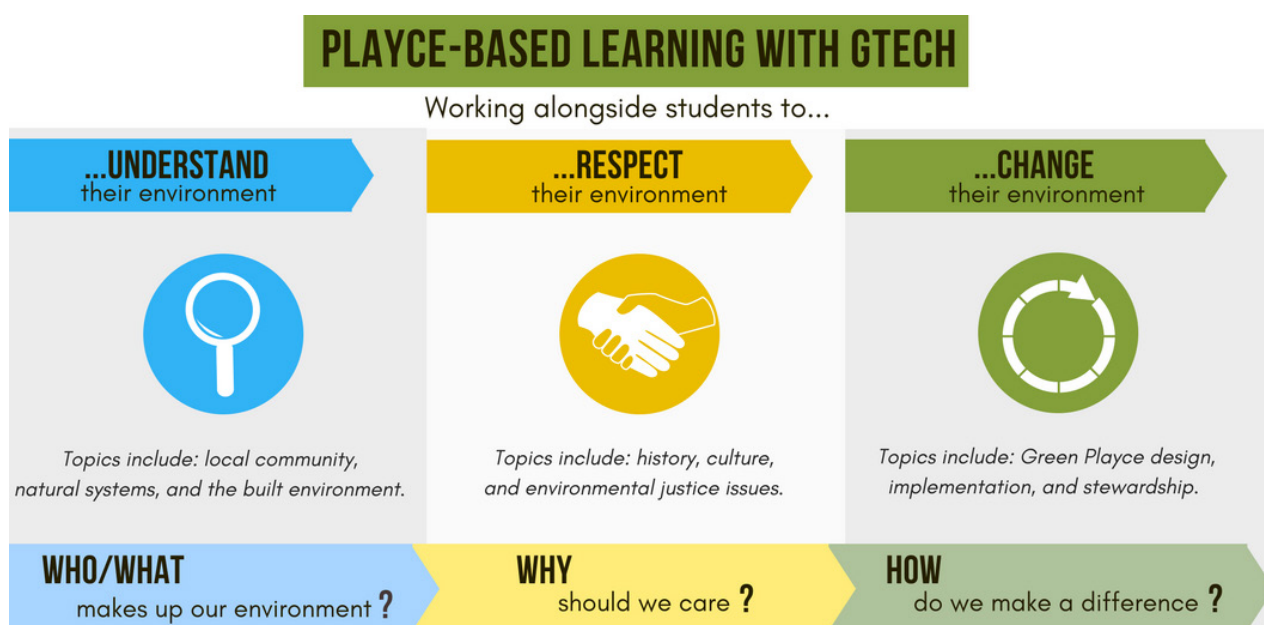 PLAYCE-BASED LEARNING WITH GTECH
Working alongside students to...
...UNDERSTAND
their environment
Topics include: local community,
natural systems, and the built environment.
WHO/WHAT
makes up our environment ?
...RESPECT
their environment
Topics include: history, culture,
and environmental justice issues.
WHY
should we care ?
...CHANGE
their environment
Topics include: Green Playce design,
implementation, and stewardship.
HOW
do we make a difference ?